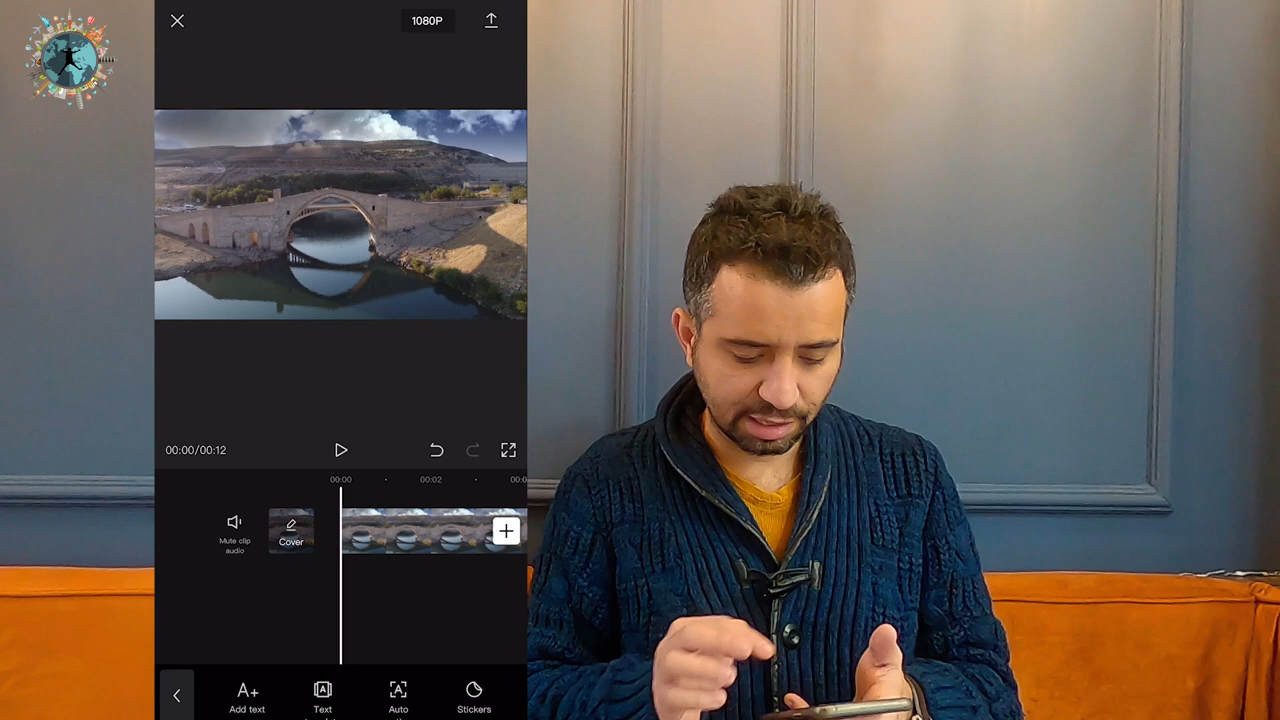 1080P
00:00/00:12
00:00
00:02
Mute clip
audio
Cover
A+
Add text
Text
Auto
Stickers